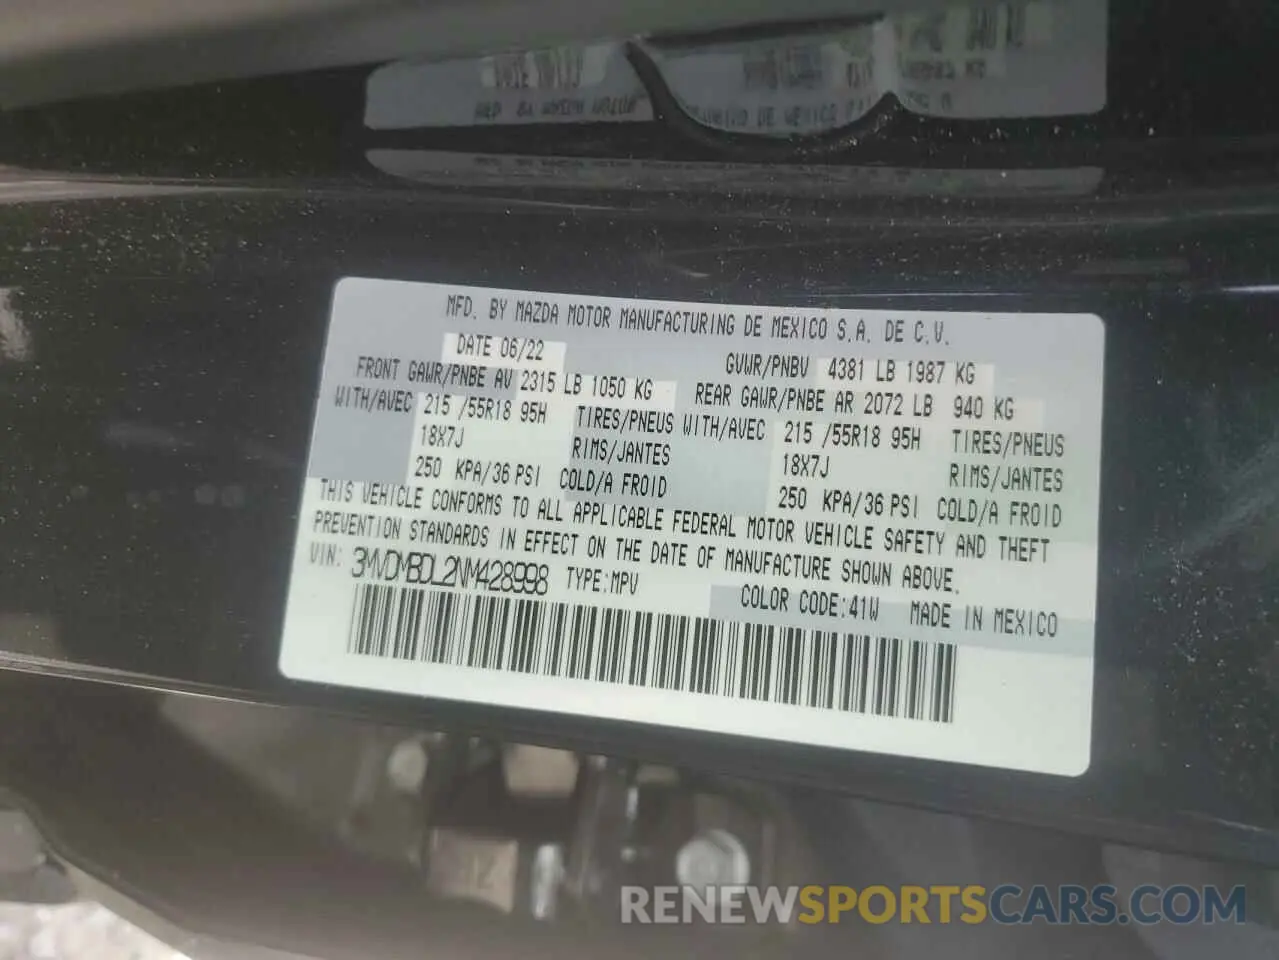 MFD. BY MAZDA MOTOR MANUFACTURING DE MEXICO S.A. DE C.V.
DATE 06/22 GVWR/PNBV 4381 LB 1987 KG
FRONT GAWR/PNBE AV 2315 LB 1050 KG REAR GAWR/PNBE AR 2072 LB 940 KG
WITH/AVEC 215 /55R18 95H TIRES/PNEUS WITH/AVEC 215 /55R18 95H TIRES/PNEUS
18X7J RIMS/JANTES 18X7J RIMS/JANTES
250 KPA/36 PSI COLD/A FROID 250 KPA/36 PSI COLD/A FROID
THIS VEHICLE CONFORMS TO ALL APPLICABLE FEDERAL MOTOR VEHICLE SAFETY AND THEFT
PREVENTION STANDARDS IN EFFECT ON THE DATE OF MANUFACTURE SHOWN ABOVE.
VIN: 3MVDMBDL2NM428998 TYPE:MPV
COLOR CODE:41W MADE IN MEXICO
RENEWSPORTSCARS.COM